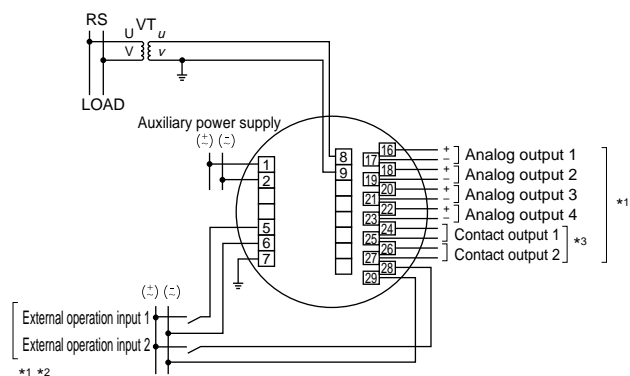 RS
U VT u
V v
LOAD
Auxiliary power supply
(±) (-)
1
2
5
6
7
8
9
16 + Analog output 1
17 −
18 + Analog output 2
19 −
20 + Analog output 3
21 −
22 + Analog output 4
23 −
24 Contact output 1
25
26 Contact output 2
27
28
29
*3
*1
(±) (-)
External operation input 1
External operation input 2
*1 *2